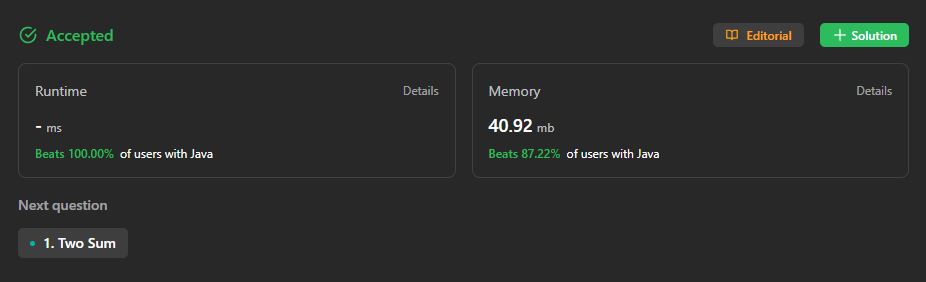 Accepted
Editorial
Solution
Runtime
Details
- ms
Beats 100.00% of users with Java
Memory
Details
40.92 mb
Beats 87.22% of users with Java
Next question
1. Two Sum